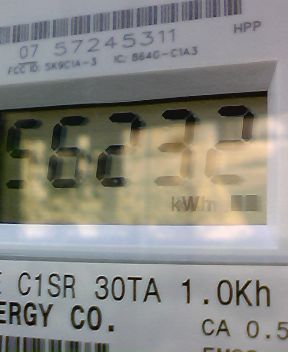 07 57245311
HPP
FCC ID: SK9C1A-3 IC: 864G-C1A3
56232
kWh
C1SR 30TA 1.0Kh
ERGY CO.
CA 0.5